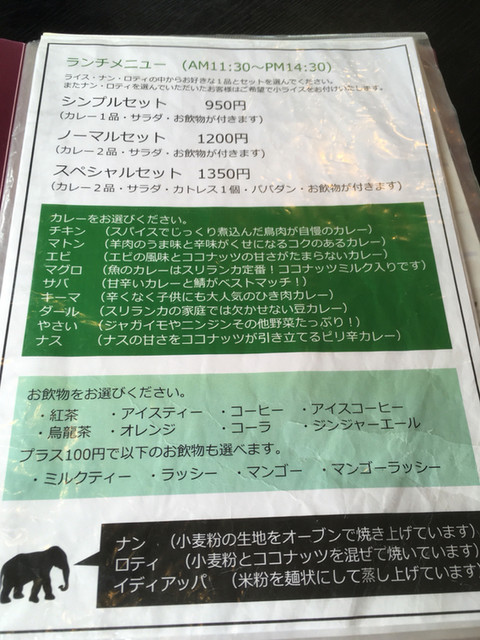 ランチメニュー (AM11:30〜PM14:30)
ライス・ナン・ロティの中からお好きな1品とセットを選んでください。
またナン・ロティを選んでいただいたお客様はご希望で小ライスをお付けいたします。
シンプルセット 950円
(カレー1品・サラダ・お飲物が付きます)
ノーマルセット 1200円
(カレー2品・サラダ・お飲物が付きます)
スペシャルセット 1350円
(カレー2品・サラダ・カトレス1個・パパダン・お飲物が付きます)
カレーをお選びください。
チキン (スパイスでじっくり煮込んだ鳥肉が自慢のカレー)
マトン (羊肉のうま味と辛味がくせになるコクのあるカレー)
エビ (エビの風味とココナッツの甘さがたまらないカレー)
マグロ (魚のカレーはスリランカ定番!ココナッツミルク入りです)
サバ (甘辛いカレーと鯖がベストマッチ!)
キーマ (辛くなく子供にも大人気のひき肉カレー)
ダール (スリランカの家庭では欠かせない豆カレー)
やさい (ジャガイモやニンジンその他野菜たっぷり!)
ナス (ナスの甘さをココナッツが引き立てるピリ辛カレー)
お飲物をお選びください。
・紅茶 ・アイスティー ・コーヒー ・アイスコーヒー
・烏龍茶 ・オレンジ ・コーラ ・ジンジャーエール
プラス100円で以下のお飲物も選べます。
・ミルクティー ・ラッシー ・マンゴー ・マンゴーラッシー
ナン (小麦粉の生地をオーブンで焼き上げています)
ロティ (小麦粉とココナッツを混ぜて焼いています)
イディアッパ (米粉を麺状にして蒸し上げています)